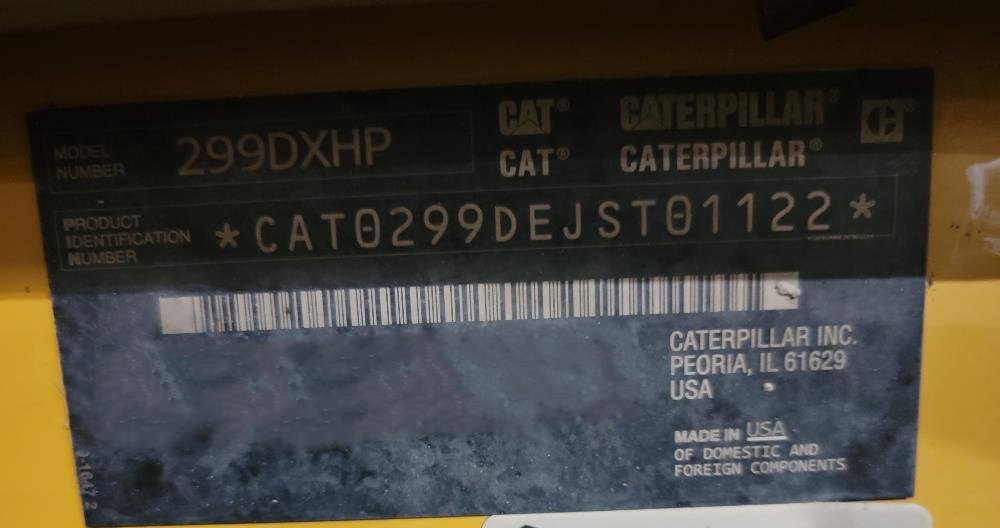 MODEL
NUMBER
299DXHP
CAT® CATERPILLAR®
CAT® CATERPILLAR®
PRODUCT
IDENTIFICATION
NUMBER
*CAT0299DEJST01122*
CATERPILLAR INC.
PEORIA, IL 61629
USA
MADE IN USA
OF DOMESTIC AND
FOREIGN COMPONENTS